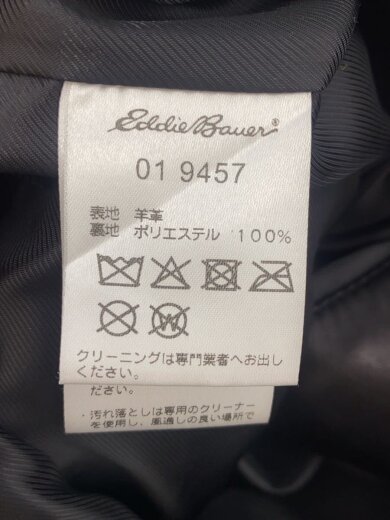 Eddie Bauer®
01 9457
表地 羊革
裏地 ポリエステル 100%
W
クリーニングは専門業者へお出し
ください。
ださい。
・汚れ落としは専用のクリーナー
を使用し、風通しの良い場所で